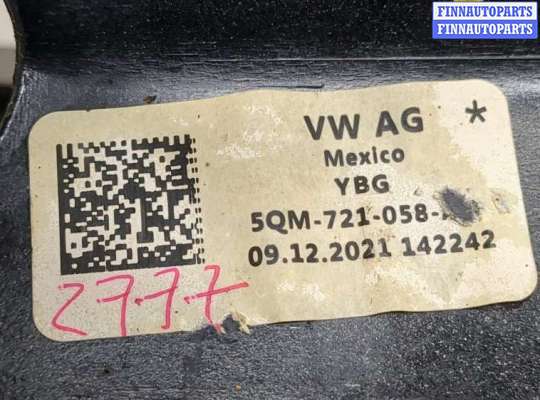 FINNAUTOPARTS
FINNAUTOPARTS
VW AG *
Mexico
YBG
5QM-721-058-
09.12.2021 142242
2777